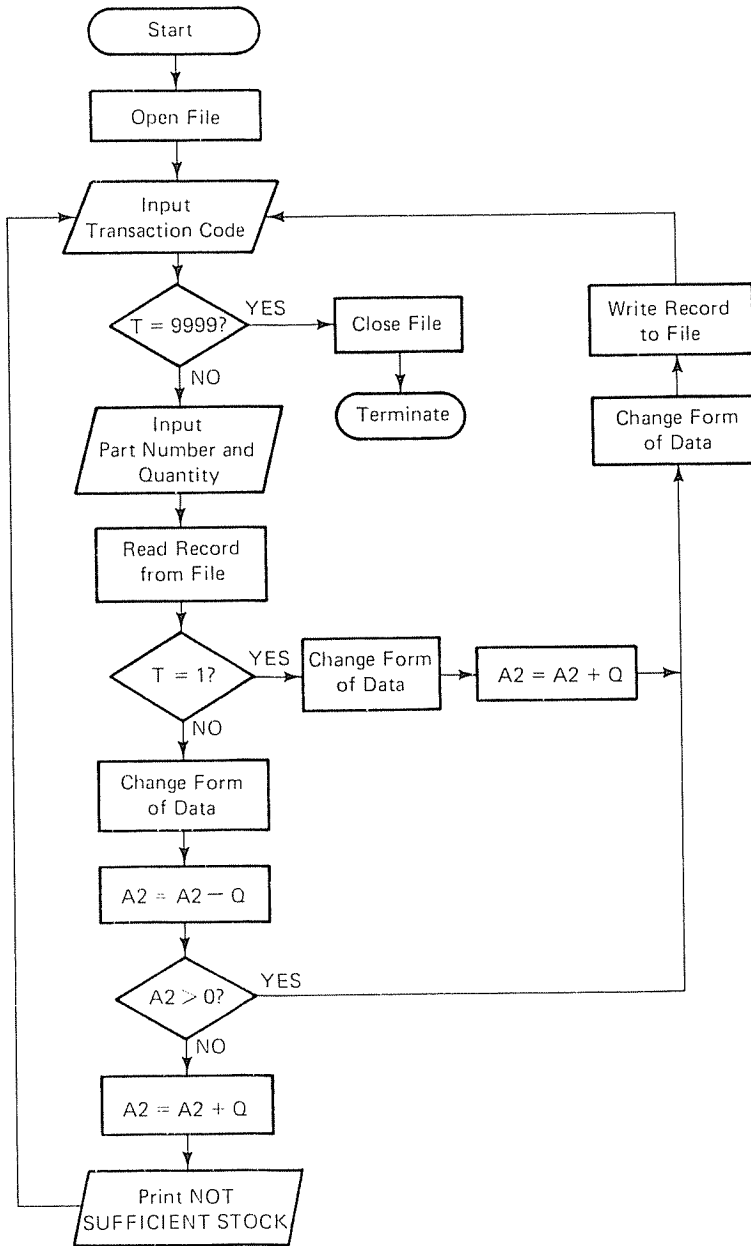 Start
Open File
Input
Transaction Code
T = 9999?
YES
Close File
Write Record
to File
NO
Terminate
Change Form
of Data
Input
Part Number and
Quantity
Read Record
from File
T = 1?
YES
Change Form
of Data
A2 = A2 + Q
NO
Change Form
of Data
A2 = A2 — Q
A2 > 0?
YES
NO
A2 = A2 + Q
Print NOT
SUFFICIENT STOCK